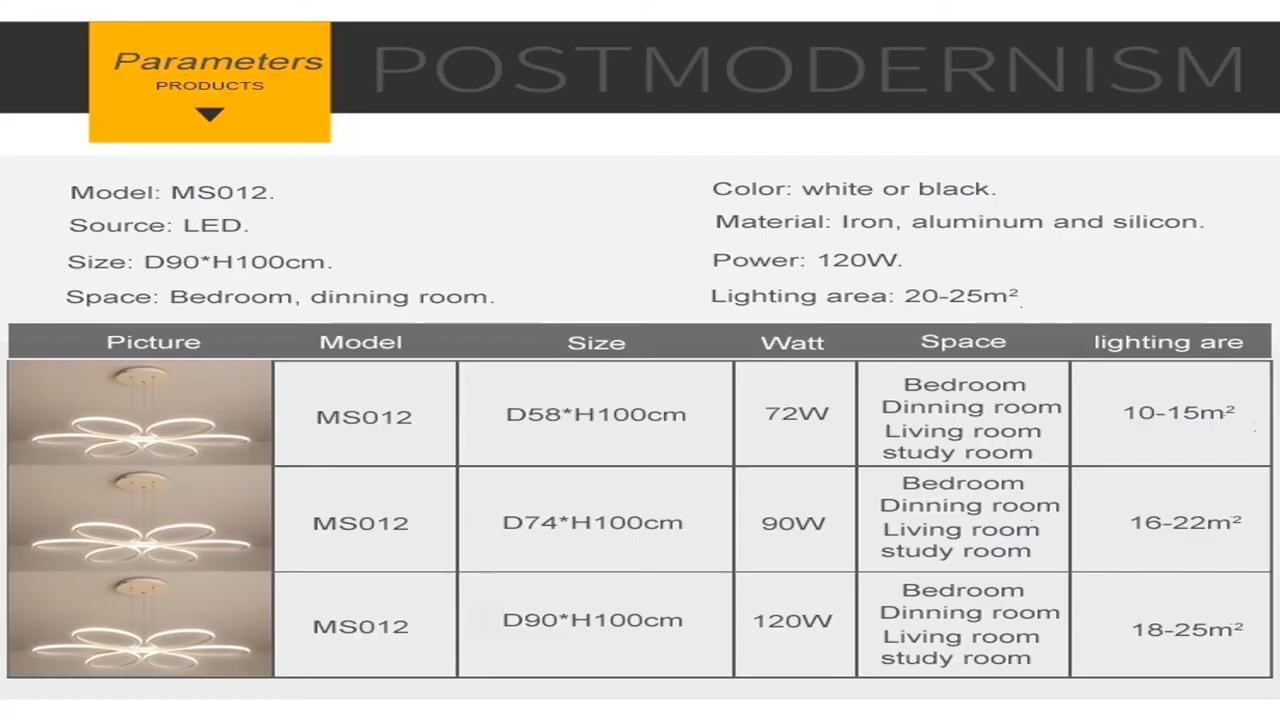 Parameters
PRODUCTS
POSTMODERNISM
Model: MS012.
Color: white or black.
Source: LED.
Material: Iron, aluminum and silicon.
Size: D90*H100cm.
Power: 120W.
Space: Bedroom, dinning room.
Lighting area: 20-25m²
Picture Model Size Watt Space lighting are
MS012 D58*H100cm 72W Bedroom Dinning room Living room study room 10-15m²
MS012 D74*H100cm 90W Bedroom Dinning room Living room study room 16-22m²
MS012 D90*H100cm 120W Bedroom Dinning room Living room study room 18-25m²